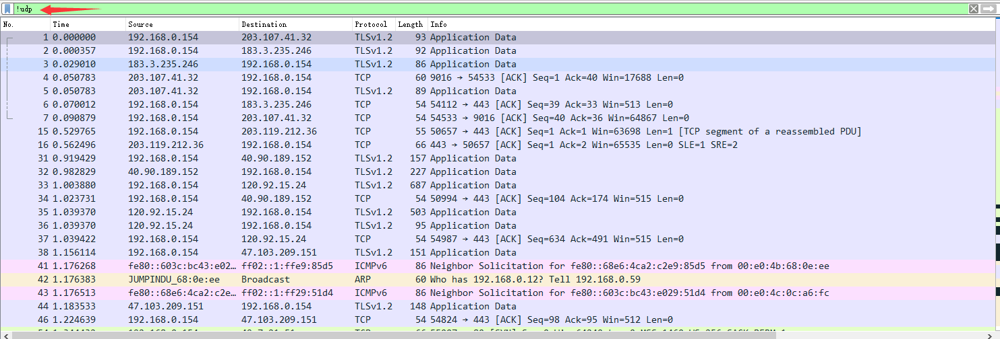 !udp
No. Time Source Destination Protocol Length Info
1 0.000000 192.168.0.154 203.107.41.32 TLSv1.2 93 Application Data
2 0.000357 192.168.0.154 183.3.235.246 TLSv1.2 92 Application Data
3 0.029010 183.3.235.246 192.168.0.154 TLSv1.2 86 Application Data
4 0.050783 203.107.41.32 192.168.0.154 TCP 60 9016 → 54533 [ACK] Seq=1 Ack=40 Win=17688 Len=0
5 0.050783 203.107.41.32 192.168.0.154 TLSv1.2 89 Application Data
6 0.070012 192.168.0.154 183.3.235.246 TCP 54 54112 → 443 [ACK] Seq=39 Ack=33 Win=513 Len=0
7 0.090879 192.168.0.154 203.107.41.32 TCP 54 54533 → 9016 [ACK] Seq=40 Ack=36 Win=64867 Len=0
15 0.529765 192.168.0.154 203.119.212.36 TCP 55 50657 → 443 [ACK] Seq=1 Ack=1 Win=63698 Len=1 [TCP segment of a reassembled PDU]
16 0.562496 203.119.212.36 192.168.0.154 TCP 66 443 → 50657 [ACK] Seq=1 Ack=2 Win=65535 Len=0 SLE=1 SRE=2
31 0.919429 192.168.0.154 40.90.189.152 TLSv1.2 157 Application Data
32 0.982829 40.90.189.152 192.168.0.154 TLSv1.2 227 Application Data
33 1.003880 192.168.0.154 120.92.15.24 TLSv1.2 687 Application Data
34 1.023731 192.168.0.154 40.90.189.152 TCP 54 50994 → 443 [ACK] Seq=104 Ack=174 Win=515 Len=0
35 1.039370 120.92.15.24 192.168.0.154 TLSv1.2 503 Application Data
36 1.039370 120.92.15.24 192.168.0.154 TLSv1.2 95 Application Data
37 1.039422 192.168.0.154 120.92.15.24 TCP 54 54987 → 443 [ACK] Seq=634 Ack=491 Win=515 Len=0
38 1.156114 192.168.0.154 47.103.209.151 TLSv1.2 151 Application Data
41 1.176268 fe80::603c:bc43:e02… ff02::1:ffe9:85d5 ICMPv6 86 Neighbor Solicitation for fe80::68e6:4ca2:c2e9:85d5 from 00:e0:4b:68:0e:ee
42 1.176383 JUMPINDU_68:0e:ee Broadcast ARP 60 Who has 192.168.0.12? Tell 192.168.0.59
43 1.176513 fe80::68e6:4ca2:c2e… ff02::1:ff29:51d4 ICMPv6 86 Neighbor Solicitation for fe80::603c:bc43:e029:51d4 from 00:e0:4c:0c:a6:fc
44 1.183533 47.103.209.151 192.168.0.154 TLSv1.2 148 Application Data
46 1.224639 192.168.0.154 47.103.209.151 TCP 54 54824 → 443 [ACK] Seq=98 Ack=95 Win=512 Len=0